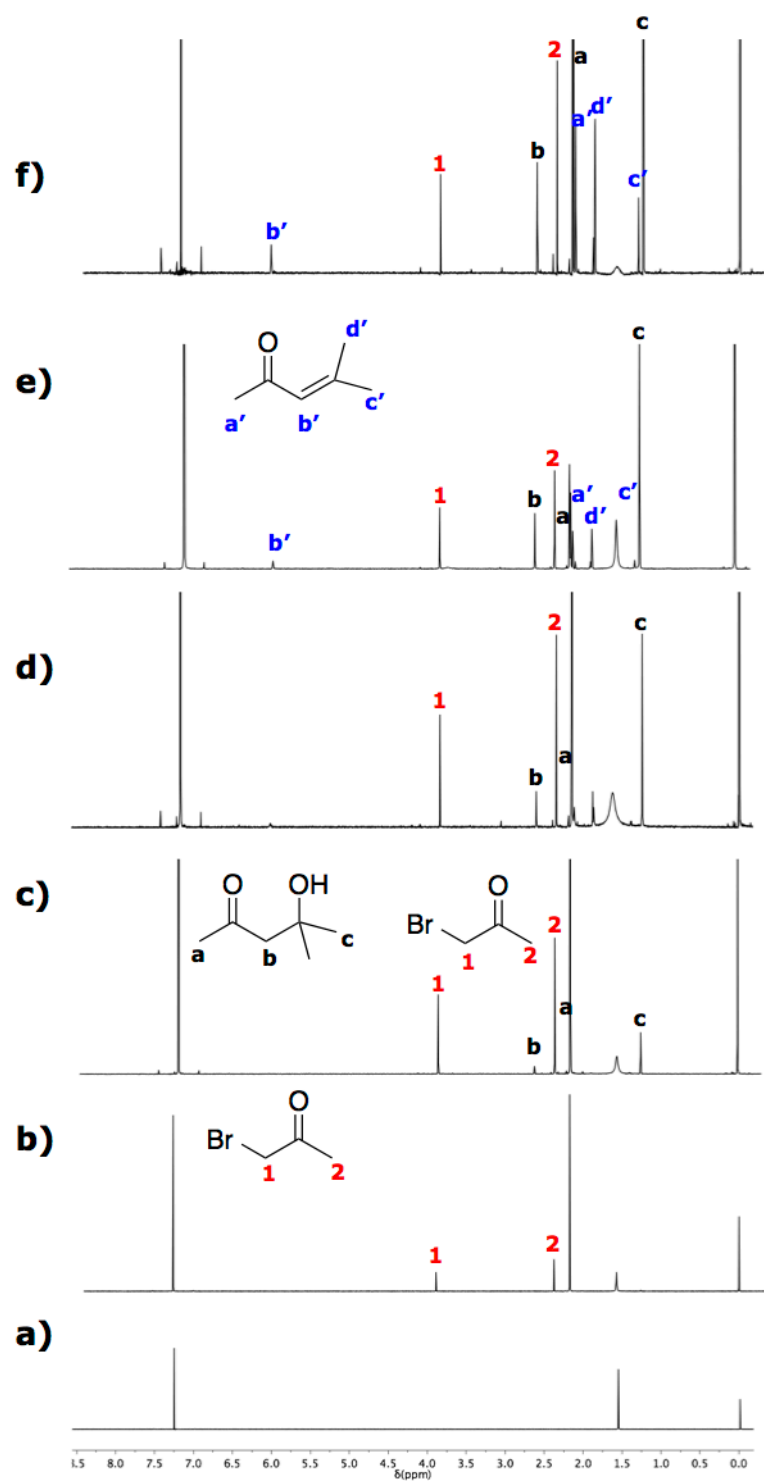 c
2
a
d'
a'
b
1
c'
f)
b'
c
d'
O
e)
c'
a'
b'
2
1
b
a
a'
c'
d'
b'
2
c
d)
1
a
b
c)
O
OH
O
Br
2
a
b
c
1
2
1
a
c
b
b)
O
Br
1
2
2
1
a)
8.5
7.5
7.0
6.5
6.0
5.5
5.0
4.5
4.0
3.5
3.0
2.5
2.0
1.5
1.0
0.5
0.0
δ(ppm)